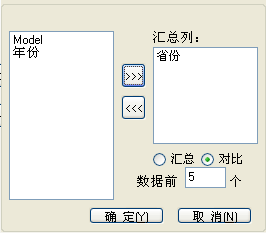 Model
年份
汇总列：
省份
>>>
<<<
汇总 对比
数据前 5 个
确 定(Y) 取 消(N)